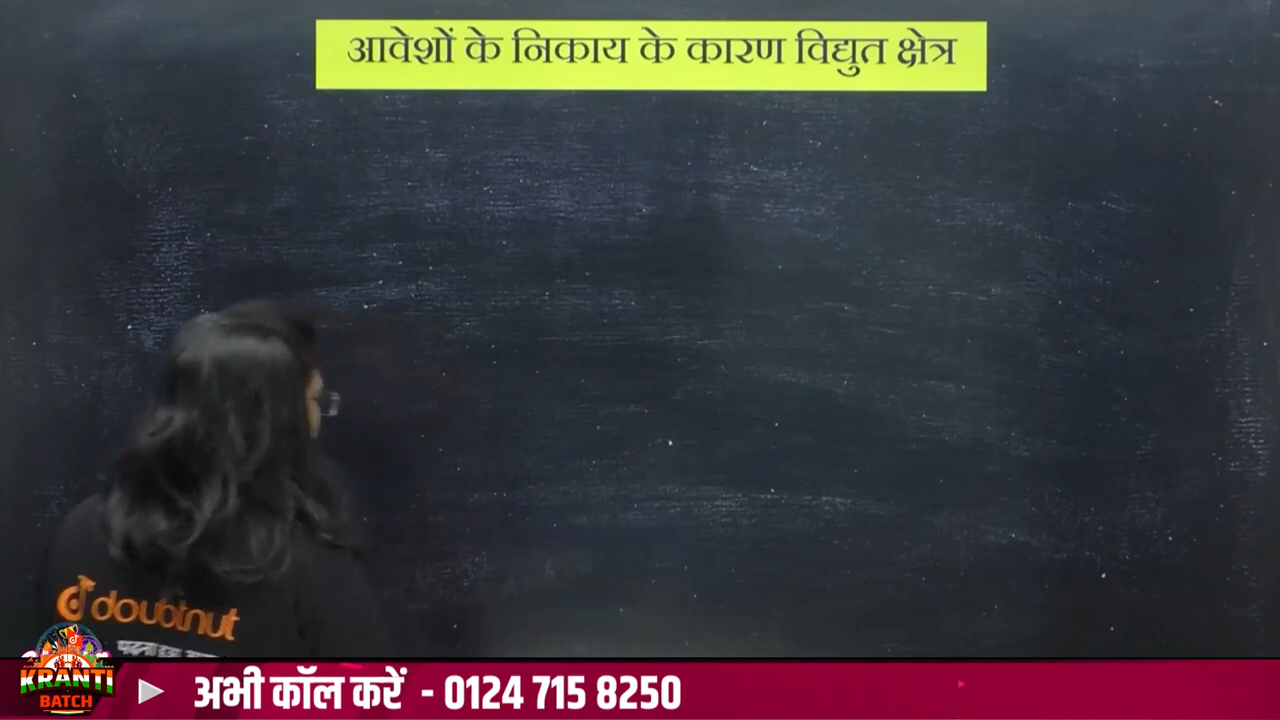 आवेशों के निकाय के कारण विद्युत क्षेत्र
doubtnut
KRANTI
BATCH
अभी कॉल करें - 0124 715 8250